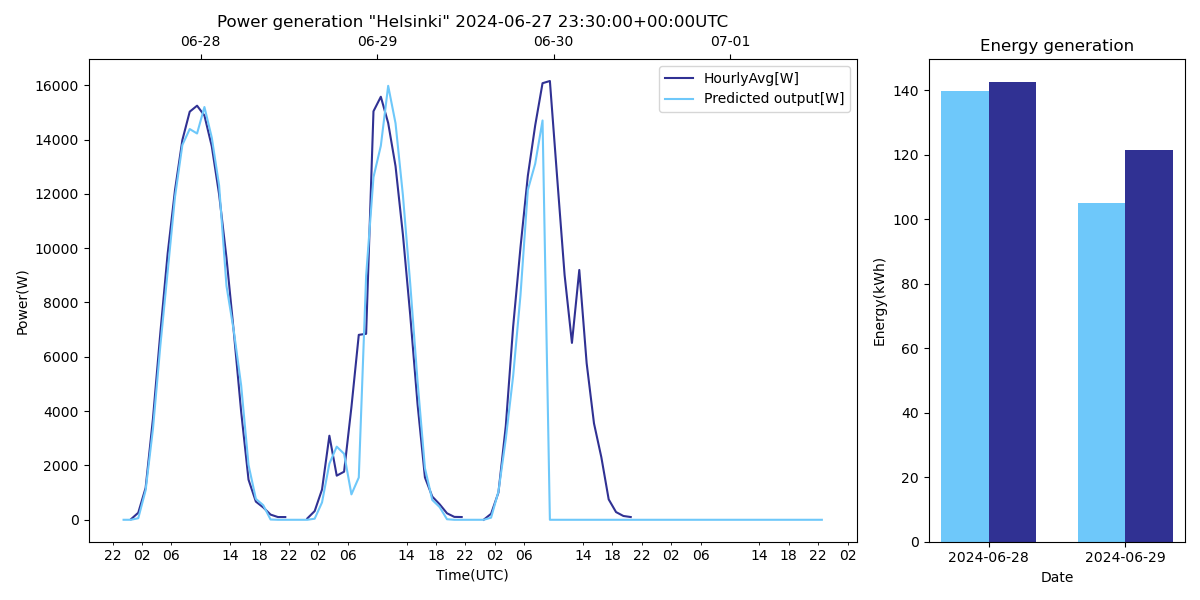 Power generation "Helsinki" 2024-06-27 23:30:00+00:00UTC
06-28 06-29 06-30 07-01
HourlyAvg[W]
Predicted output[W]
Power(W)
16000
14000
12000
10000
8000
6000
4000
2000
0
22 02 06 14 18 22 02 06 14 18 22 02 06 14 18 22 02 06 14 18 22 02
Time(UTC)
Energy generation
Energy(kWh)
140
120
100
80
60
40
20
0
2024-06-28 2024-06-29
Date